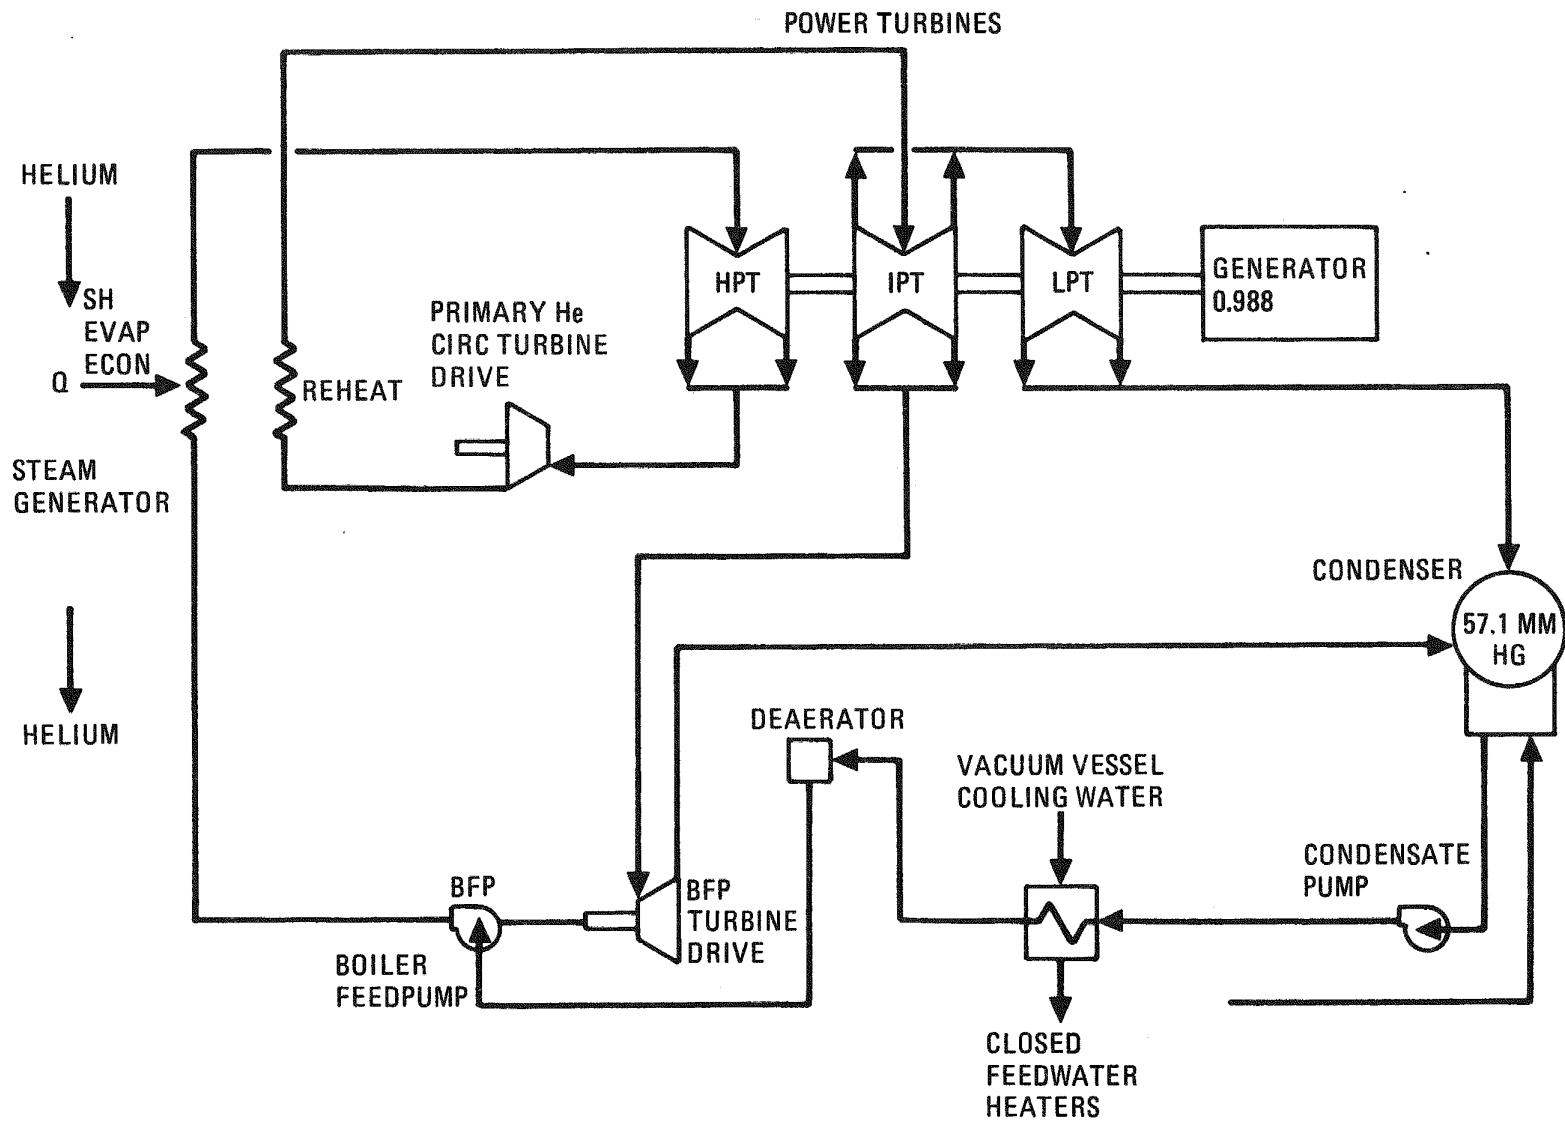 POWER TURBINES
HELIUM
SH
EVAP
ECON
Q
REHEAT
STEAM
GENERATOR
HELIUM
PRIMARY He
CIRC TURBINE
DRIVE
HPT
IPT
LPT
GENERATOR
0.988
CONDENSER
57.1 MM
HG
DEAERATOR
VACUUM VESSEL
COOLING WATER
CONDENSATE
PUMP
BFP
BFP
TURBINE
DRIVE
BOILER
FEEDPUMP
CLOSED
FEEDWATER
HEATERS